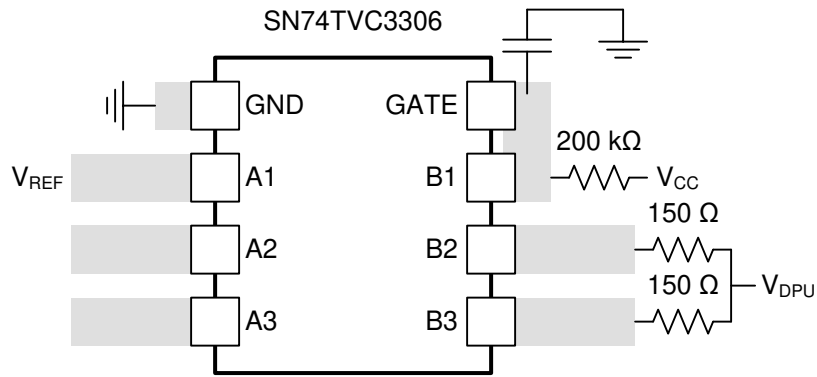 SN74TVC3306
GND
GATE
200 kΩ
VREF
A1
B1
VCC
150 Ω
A2
B2
150 Ω
VDPU
A3
B3